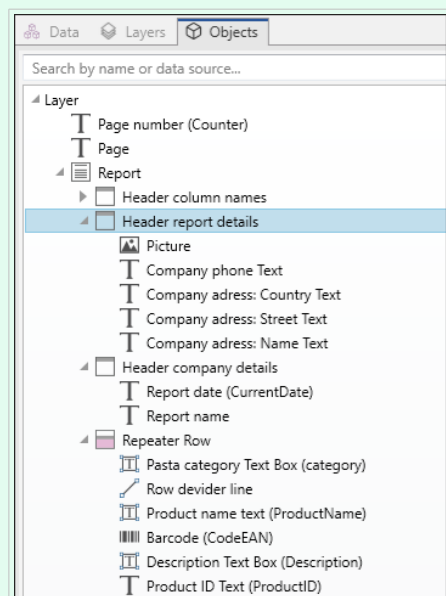 Data Layers Objects
Search by name or data source...
Layer
Page number (Counter)
Page
Report
Header column names
Header report details
Picture
Company phone Text
Company adress: Country Text
Company adress: Street Text
Company adress: Name Text
Header company details
Report date (CurrentDate)
Report name
Repeater Row
Pasta category Text Box (category)
Row devider line
Product name text (ProductName)
Barcode (CodeEAN)
Description Text Box (Description)
Product ID Text (ProductID)